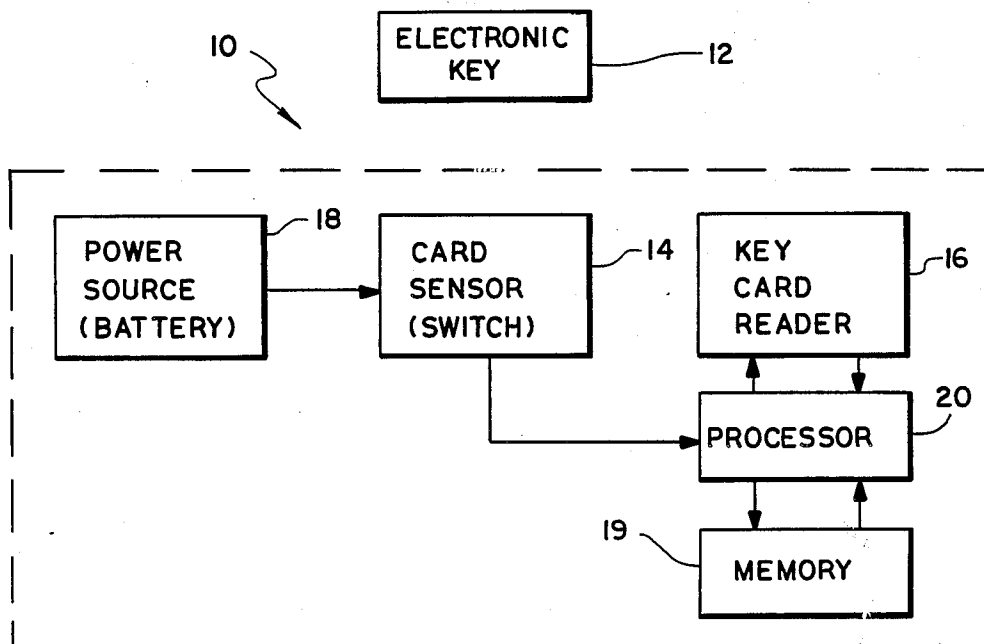 10
ELECTRONIC
KEY
12
18
POWER
SOURCE
(BATTERY)
CARD
SENSOR
(SWITCH)
14
KEY
CARD
READER
16
PROCESSOR
20
19
MEMORY